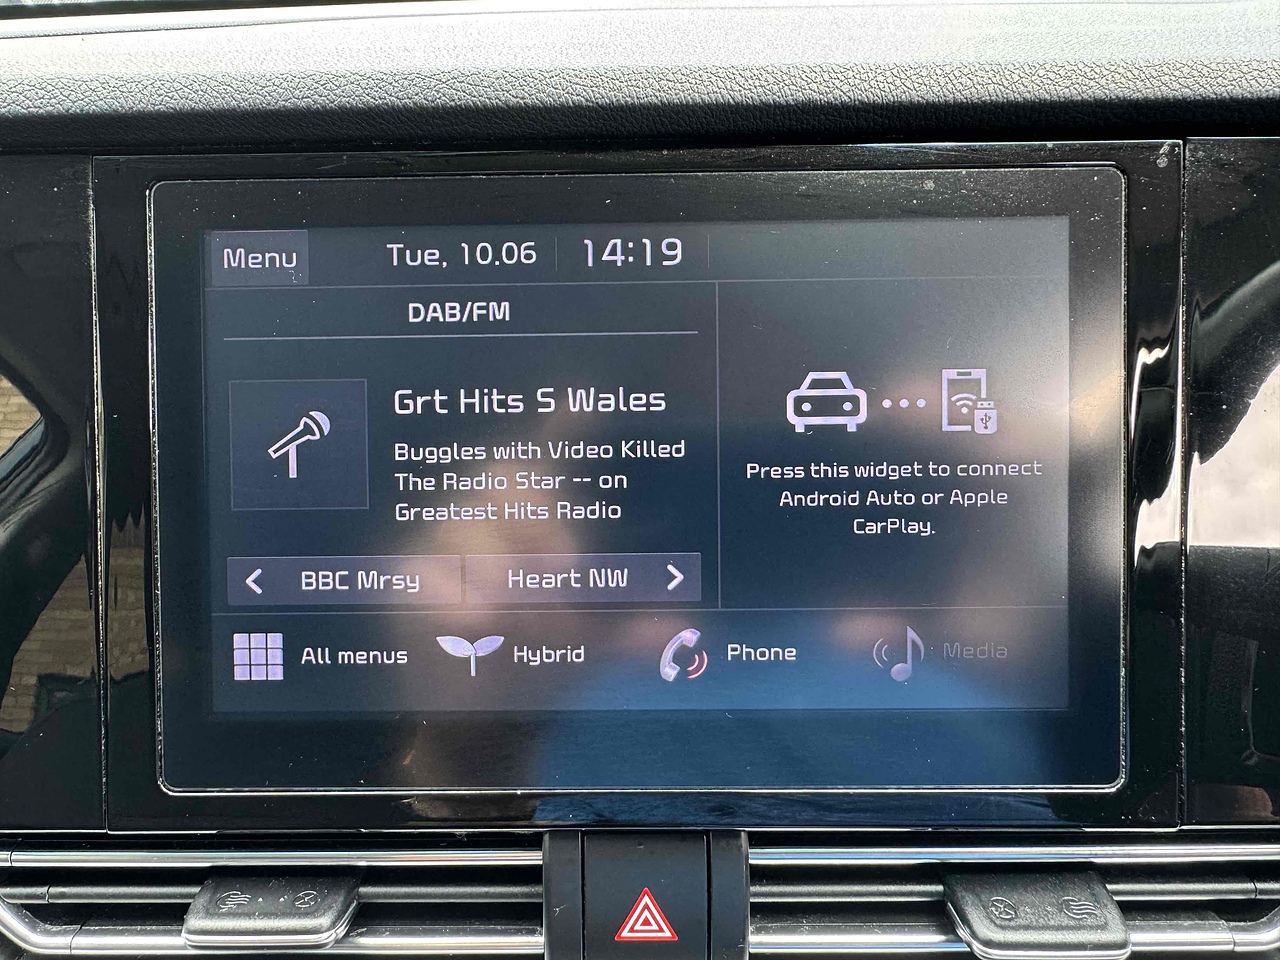 Menu
Tue, 10.06
14:19
DAB/FM
Grt Hits S Wales
Buggles with Video Killed
The Radio Star -- on
Greatest Hits Radio
BBC Mrsy
Heart NW
Press this widget to connect
Android Auto or Apple
CarPlay.
All menus
Hybrid
Phone
Media